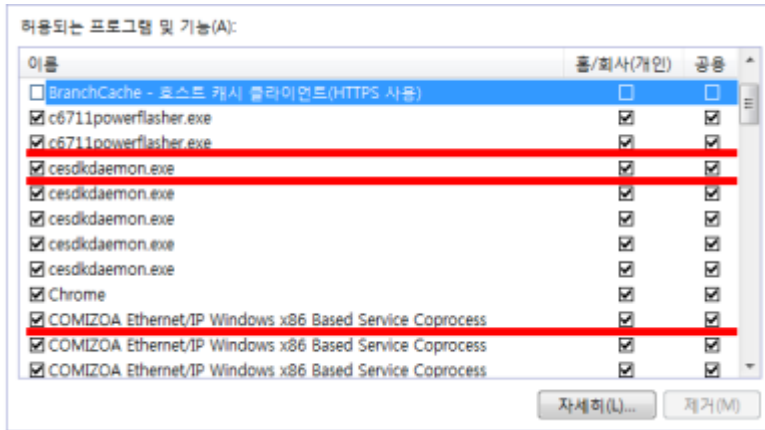 허용되는 프로그램 및 기능(A):
이름 홈/회사(개인) 공용
BranchCache - 호스트 캐시 클라이언트(HTTPS 사용)
c6711powerflasher.exe
c6711powerflasher.exe
cesdkdaemon.exe
cesdkdaemon.exe
cesdkdaemon.exe
cesdkdaemon.exe
cesdkdaemon.exe
Chrome
COMIZOA Ethernet/IP Windows x86 Based Service Coprocess
COMIZOA Ethernet/IP Windows x86 Based Service Coprocess
COMIZOA Ethernet/IP Windows x86 Based Service Coprocess
자세히(L)... 제거(M)